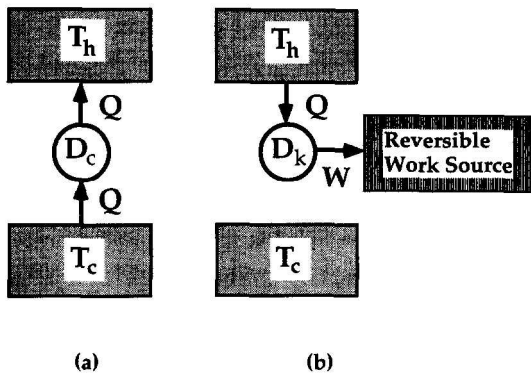 T_h
Q
D_c
Q
T_c
(a)
T_h
Q
D_k
W
Reversible
Work Source
T_c
(b)